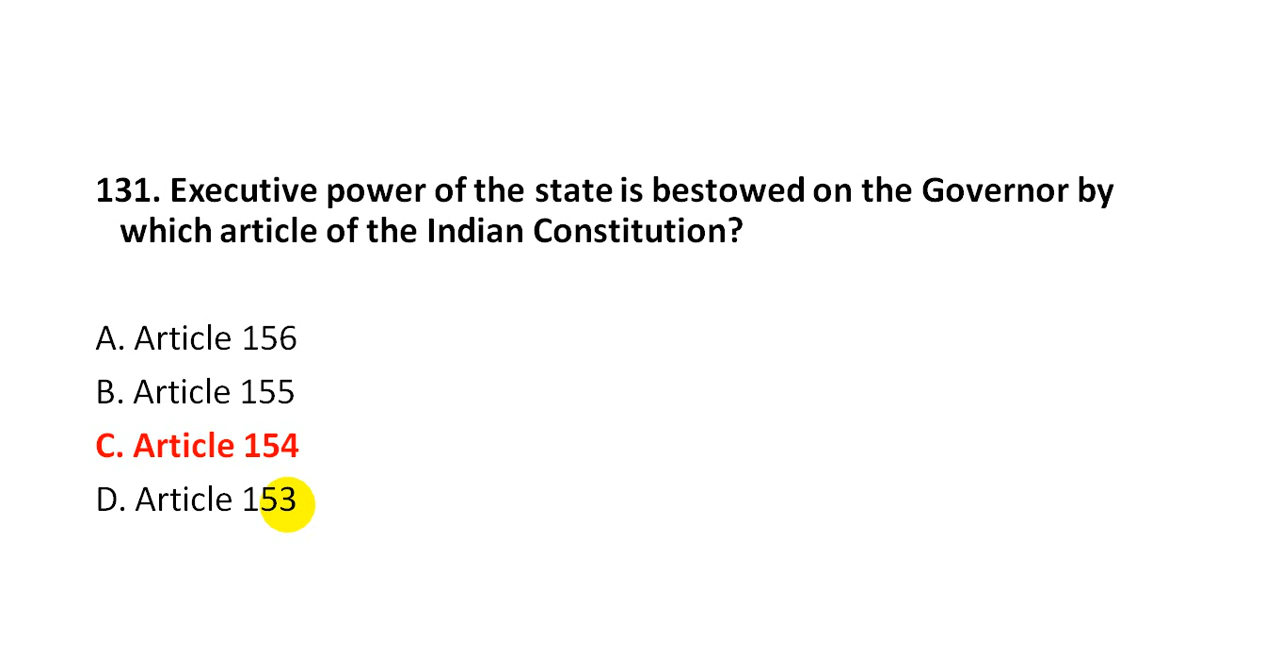 131. Executive power of the state is bestowed on the Governor by
which article of the Indian Constitution?
A. Article 156
B. Article 155
C. Article 154
D. Article 153